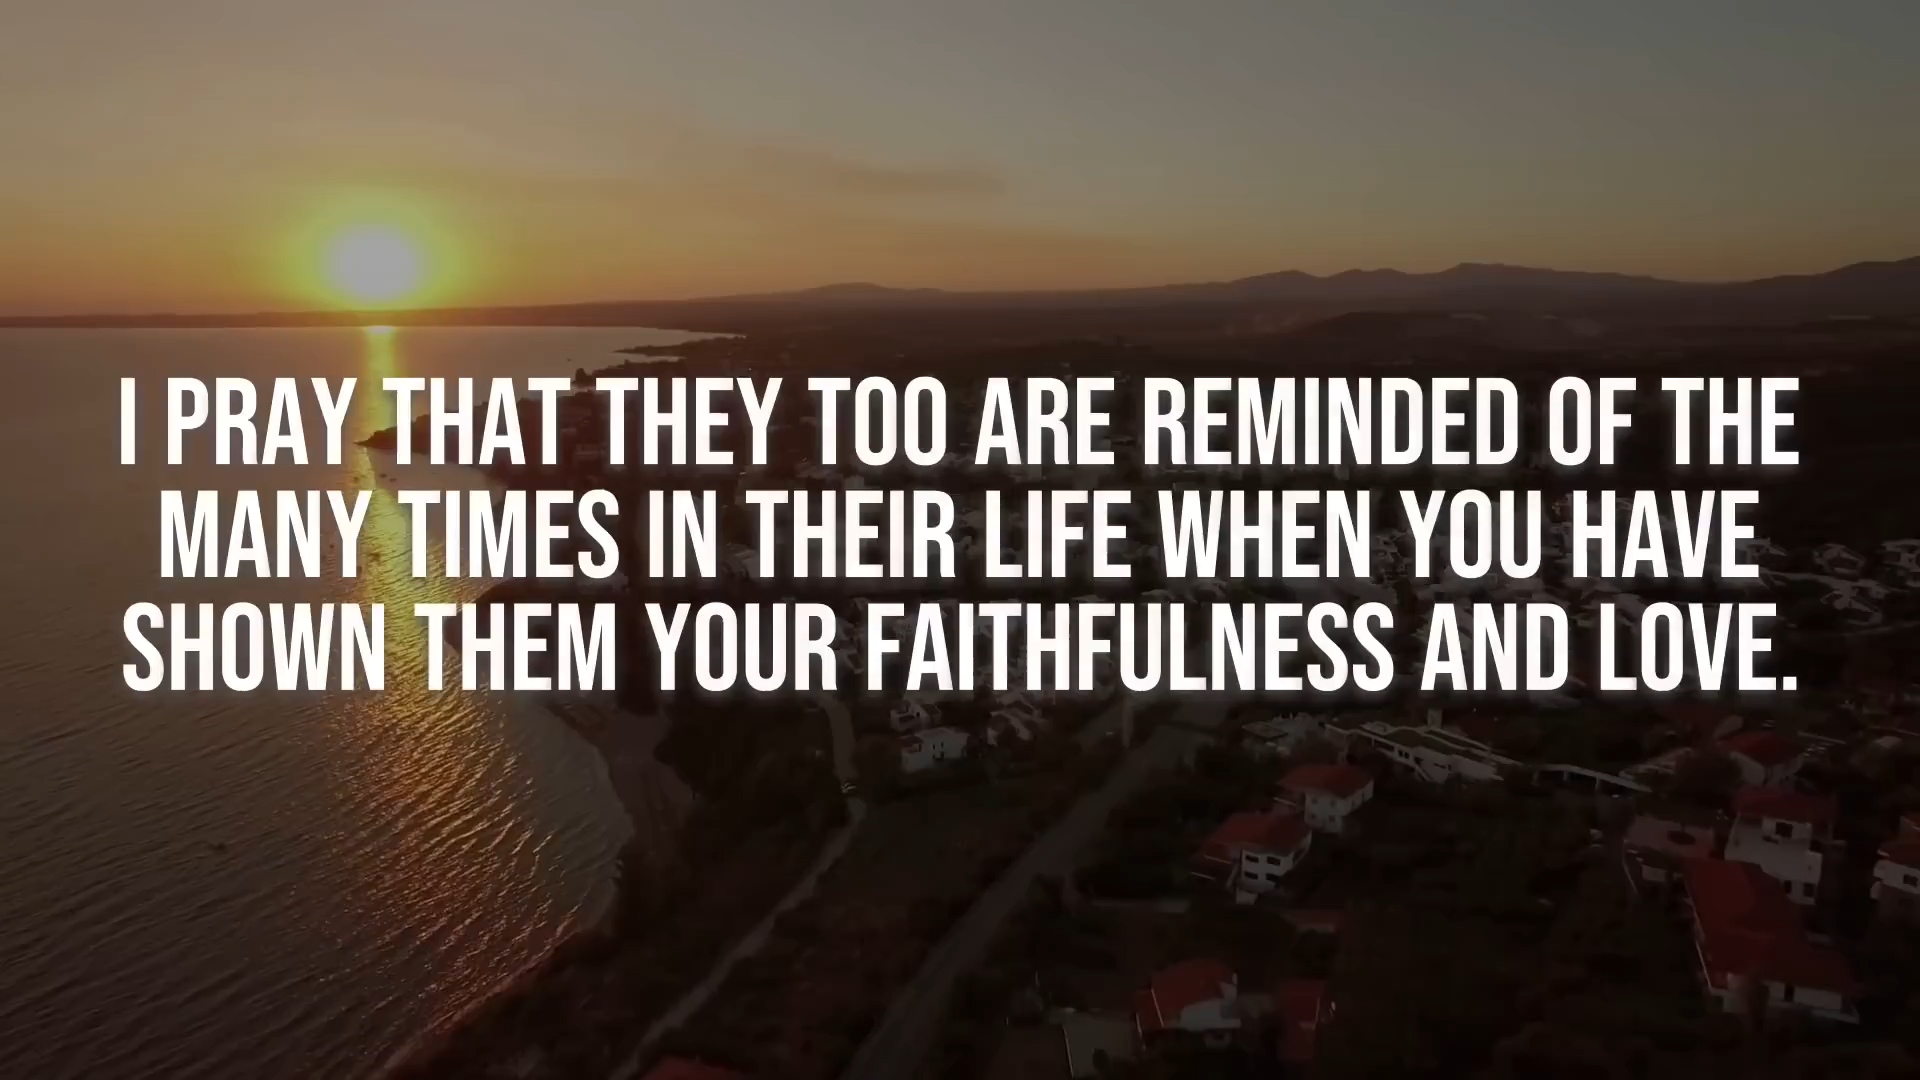 I PRAY THAT THEY TOO ARE REMINDED OF THE
MANY TIMES IN THEIR LIFE WHEN YOU HAVE
SHOWN THEM YOUR FAITHFULNESS AND LOVE.